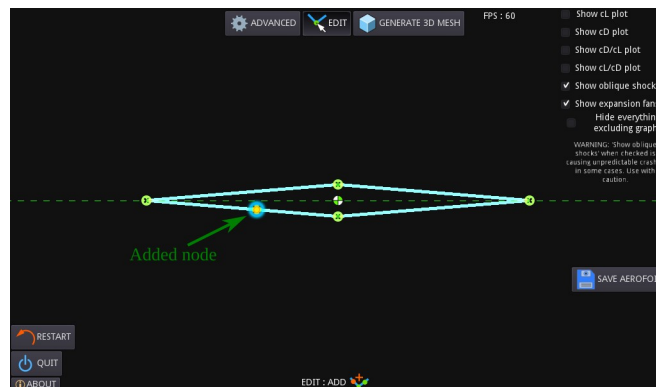 ADVANCED
EDIT
GENERATE 3D MESH
FPS : 60
Show cL plot
Show cD plot
Show cD/cL plot
Show cL/cD plot
Show oblique shock
Show expansion fans
Hide everythin
excluding graph
WARNING: 'Show oblique
shocks' when checked is
causing unpredictable crash
in some cases. Use with
caution.
Added node
SAVE AEROFOI
RESTART
QUIT
ABOUT
EDIT : ADD